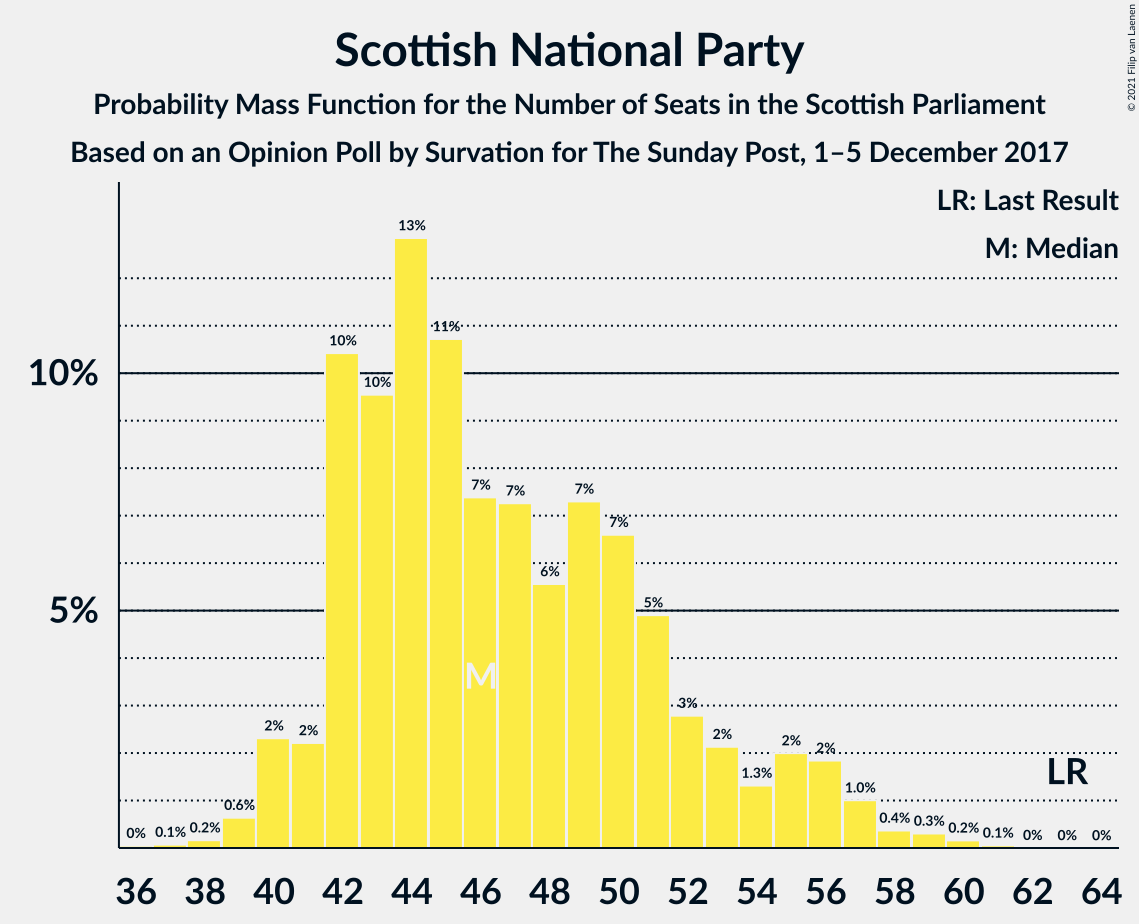 Scottish National Party
Probability Mass Function for the Number of Seats in the Scottish Parliament
Based on an Opinion Poll by Survation for The Sunday Post, 1–5 December 2017
© 2021 Filip van Laenen
LR: Last Result
M: Median
10%
5%
0% 0.1% 0.2% 0.6% 2% 2% 10% 10% 13% 11% 7% 7% 6% 7% 7% 5% 3% 2% 1.3% 2% 2% 1.0% 0.4% 0.3% 0.2% 0.1% 0% 0% 0%
M
LR
36 38 40 42 44 46 48 50 52 54 56 58 60 62 64